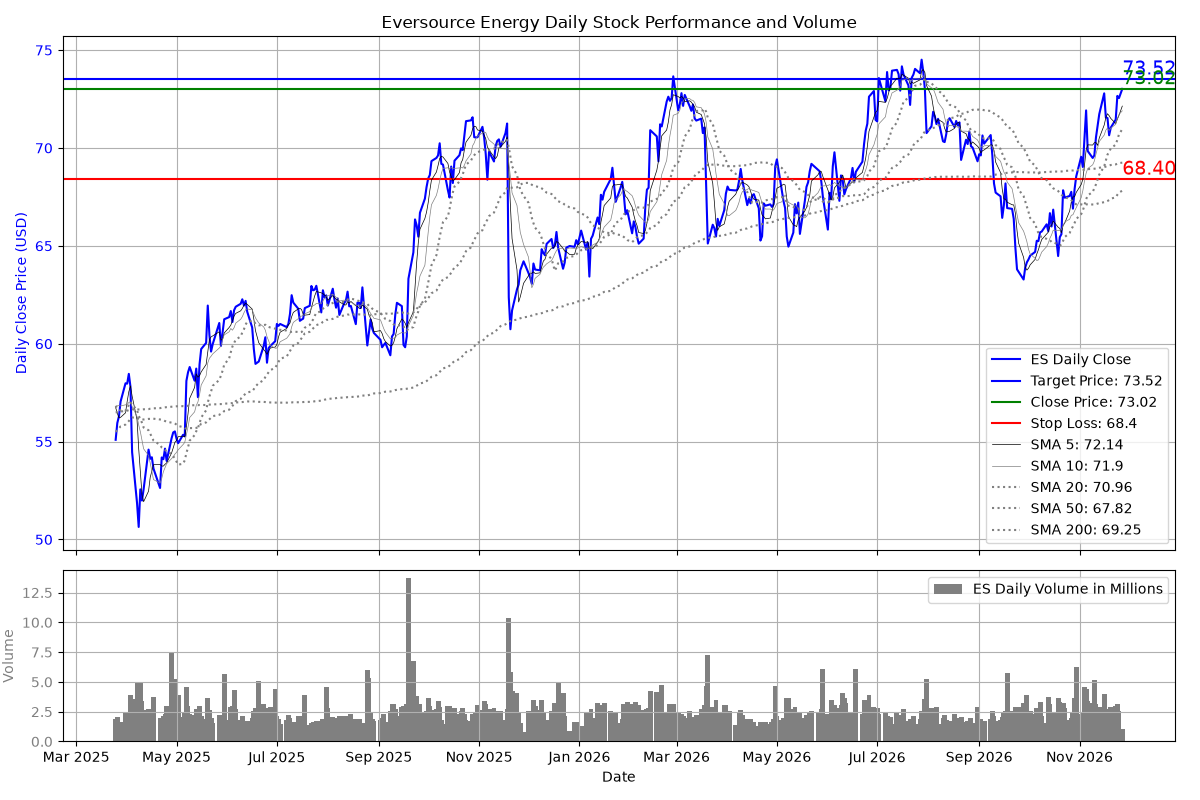 Eversource Energy Daily Stock Performance and Volume
75
70
65
60
55
50
Daily Close Price (USD)
73.52
73.02
68.40
ES Daily Close
Target Price: 73.52
Close Price: 73.02
Stop Loss: 68.4
SMA 5: 72.14
SMA 10: 71.9
SMA 20: 70.96
SMA 50: 67.82
SMA 200: 69.25
12.5
10.0
7.5
5.0
2.5
0.0
Volume
ES Daily Volume in Millions
Mar 2025
May 2025
Jul 2025
Sep 2025
Nov 2025
Jan 2026
Mar 2026
May 2026
Jul 2026
Sep 2026
Nov 2026
Date